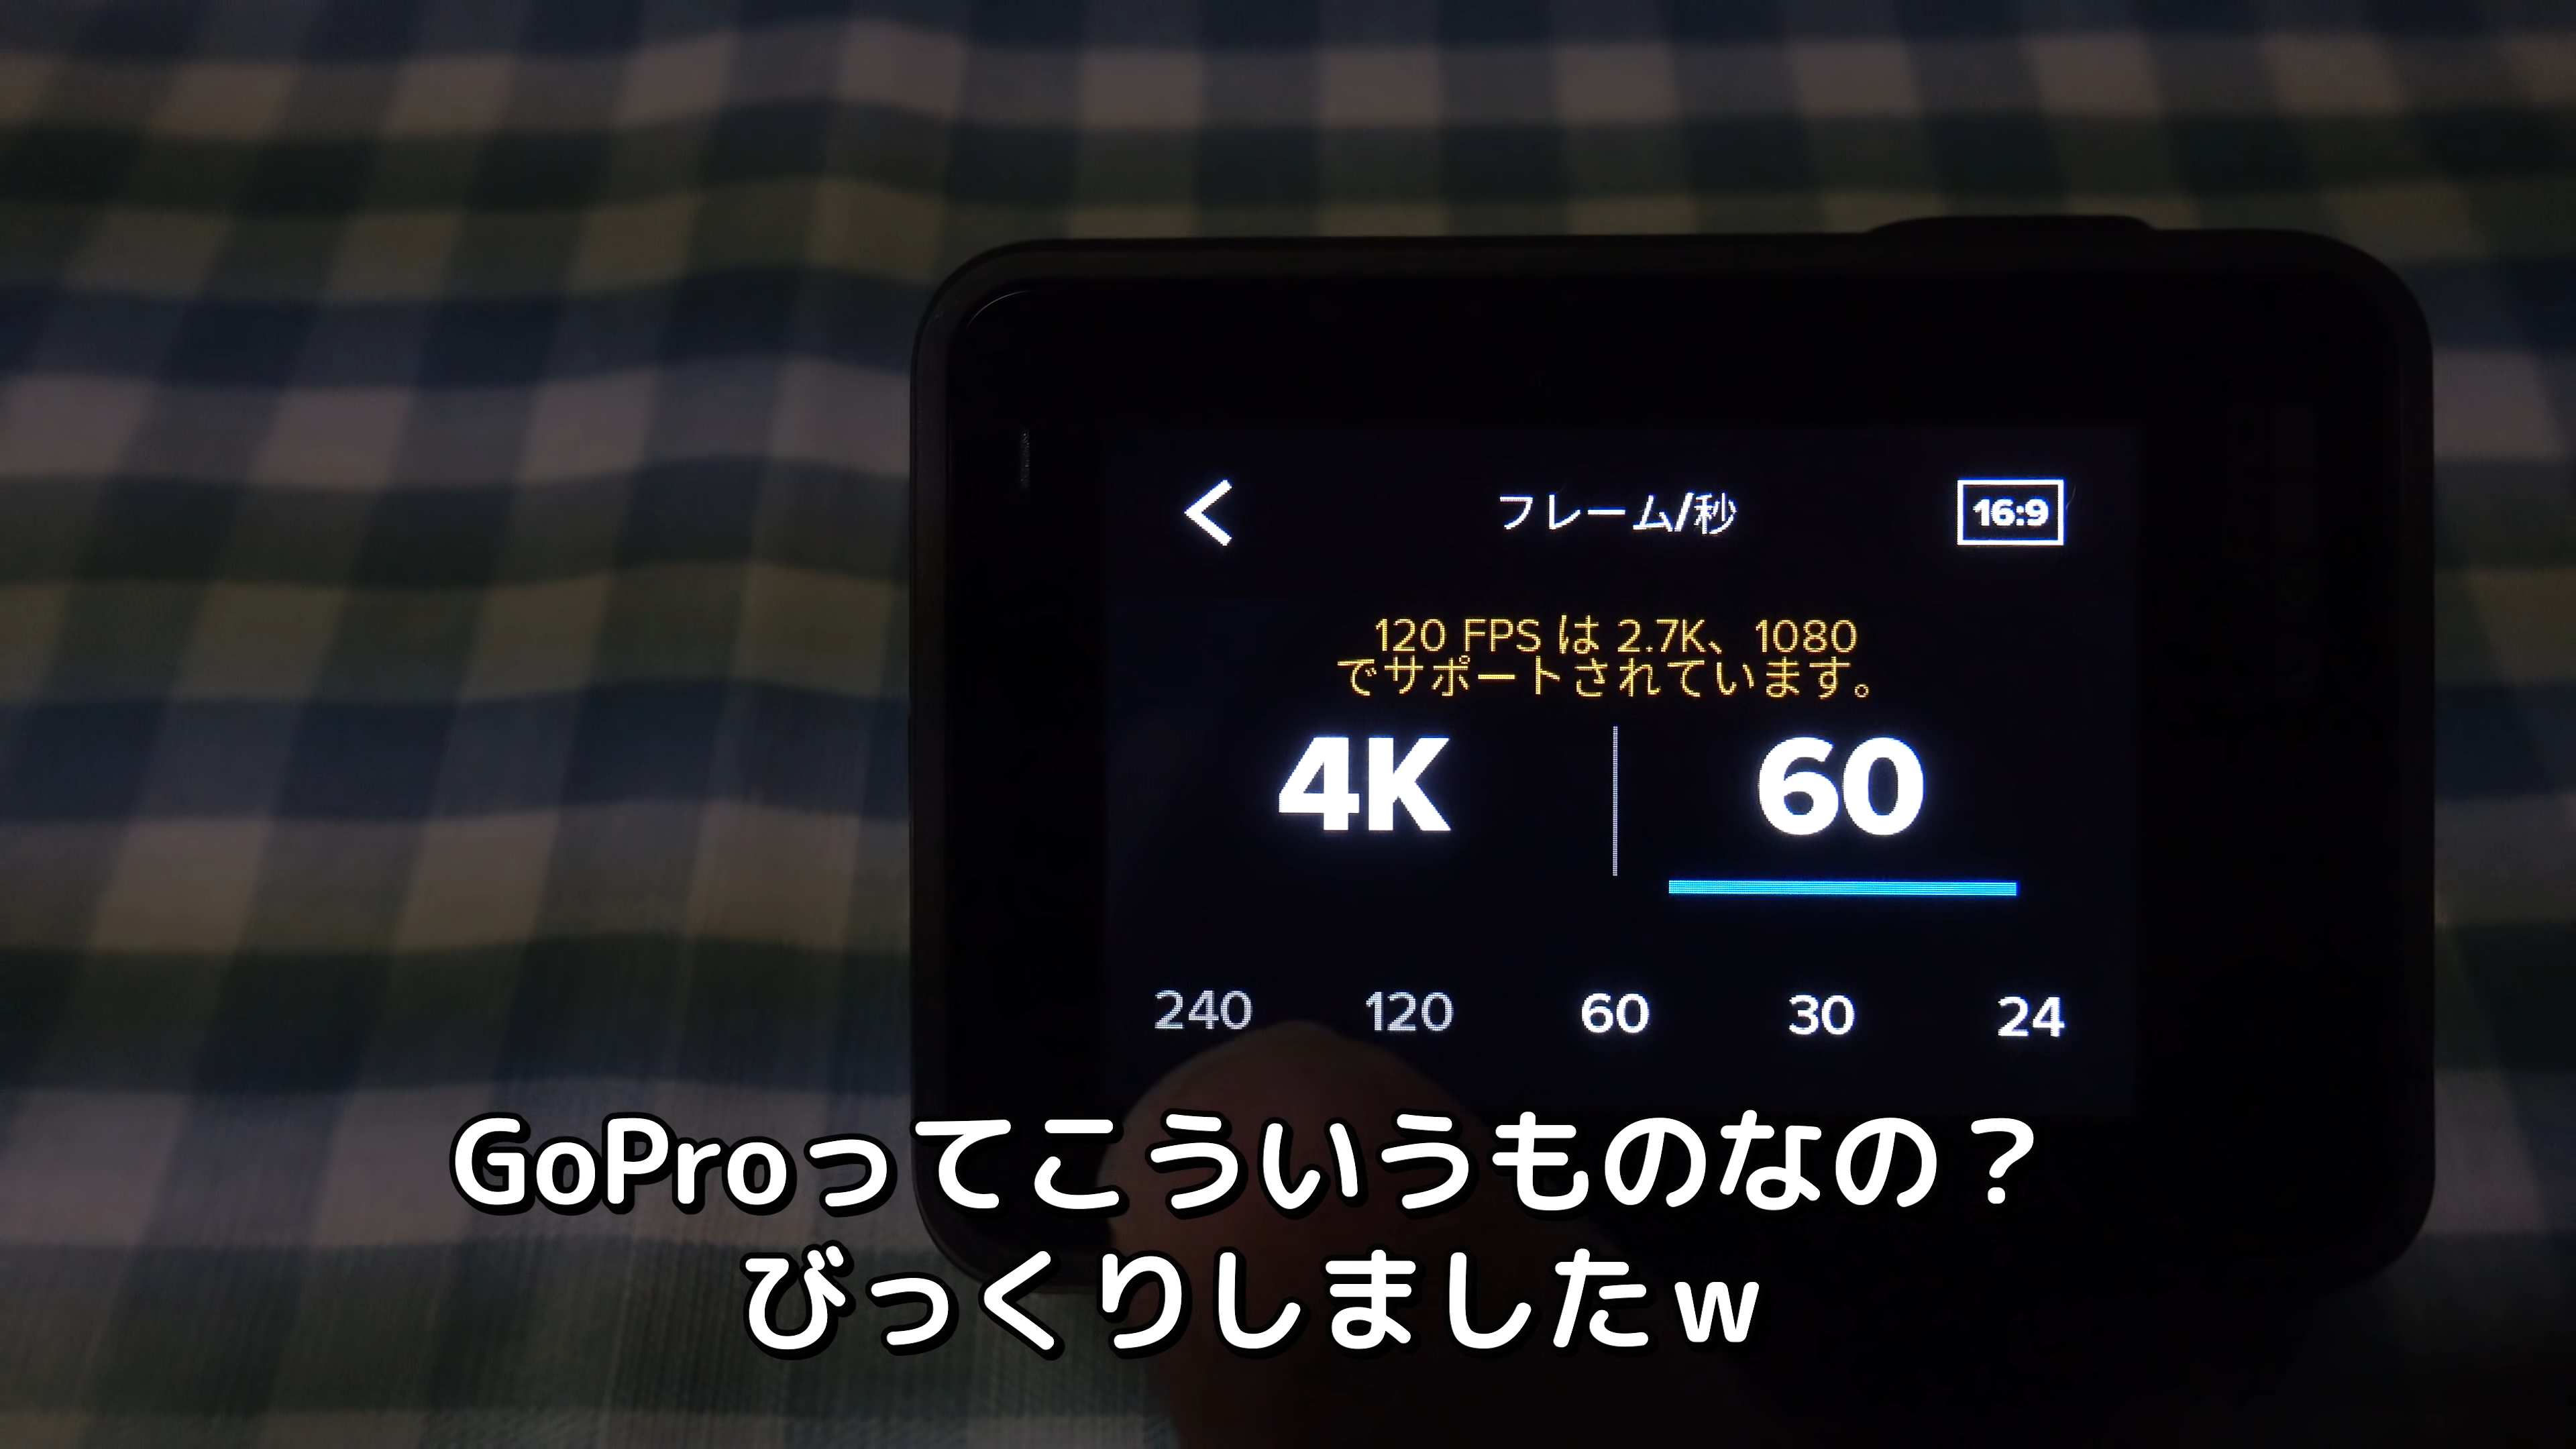 フレーム/秒
16:9
120 FPS は 2.7K、1080
でサポートされています。
4K 60
240 120 60 30 24
GoProってこういうものなの？
びっくりしましたｗ